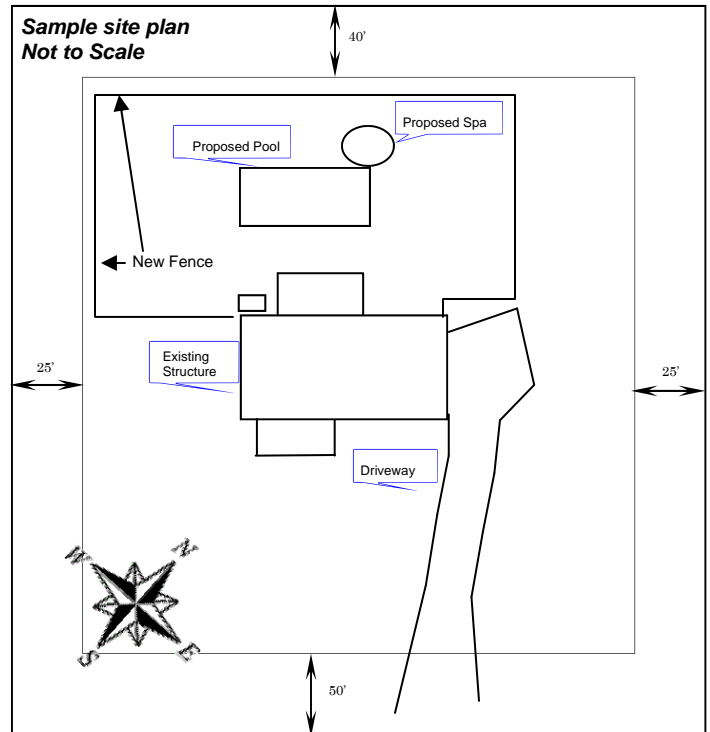 Sample site plan
Not to Scale
40’
Proposed Spa
Proposed Pool
New Fence
Existing
Structure
25’
25’
Driveway
W
N
S
E
50’